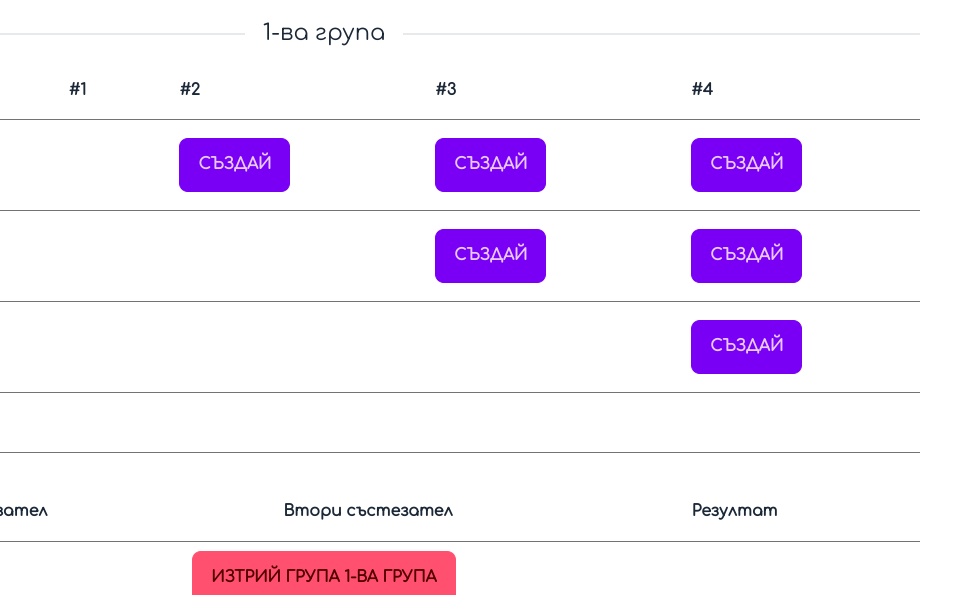 1-ва група
#1 #2 #3 #4
СЪЗДАЙ СЪЗДАЙ СЪЗДАЙ
СЪЗДАЙ СЪЗДАЙ
СЪЗДАЙ
Втори състезател Резултат
ИЗТРИЙ ГРУПА 1-ВА ГРУПА